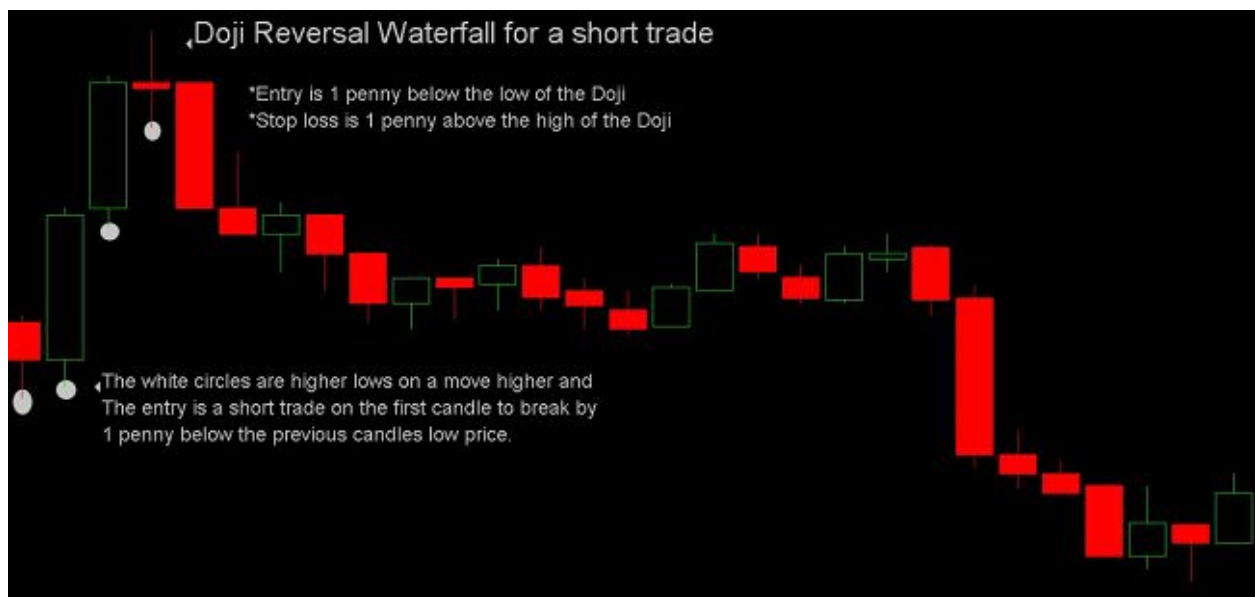 Doji Reversal Waterfall for a short trade
*Entry is 1 penny below the low of the Doji
*Stop loss is 1 penny above the high of the Doji
The white circles are higher lows on a move higher and
The entry is a short trade on the first candle to break by
1 penny below the previous candles low price.